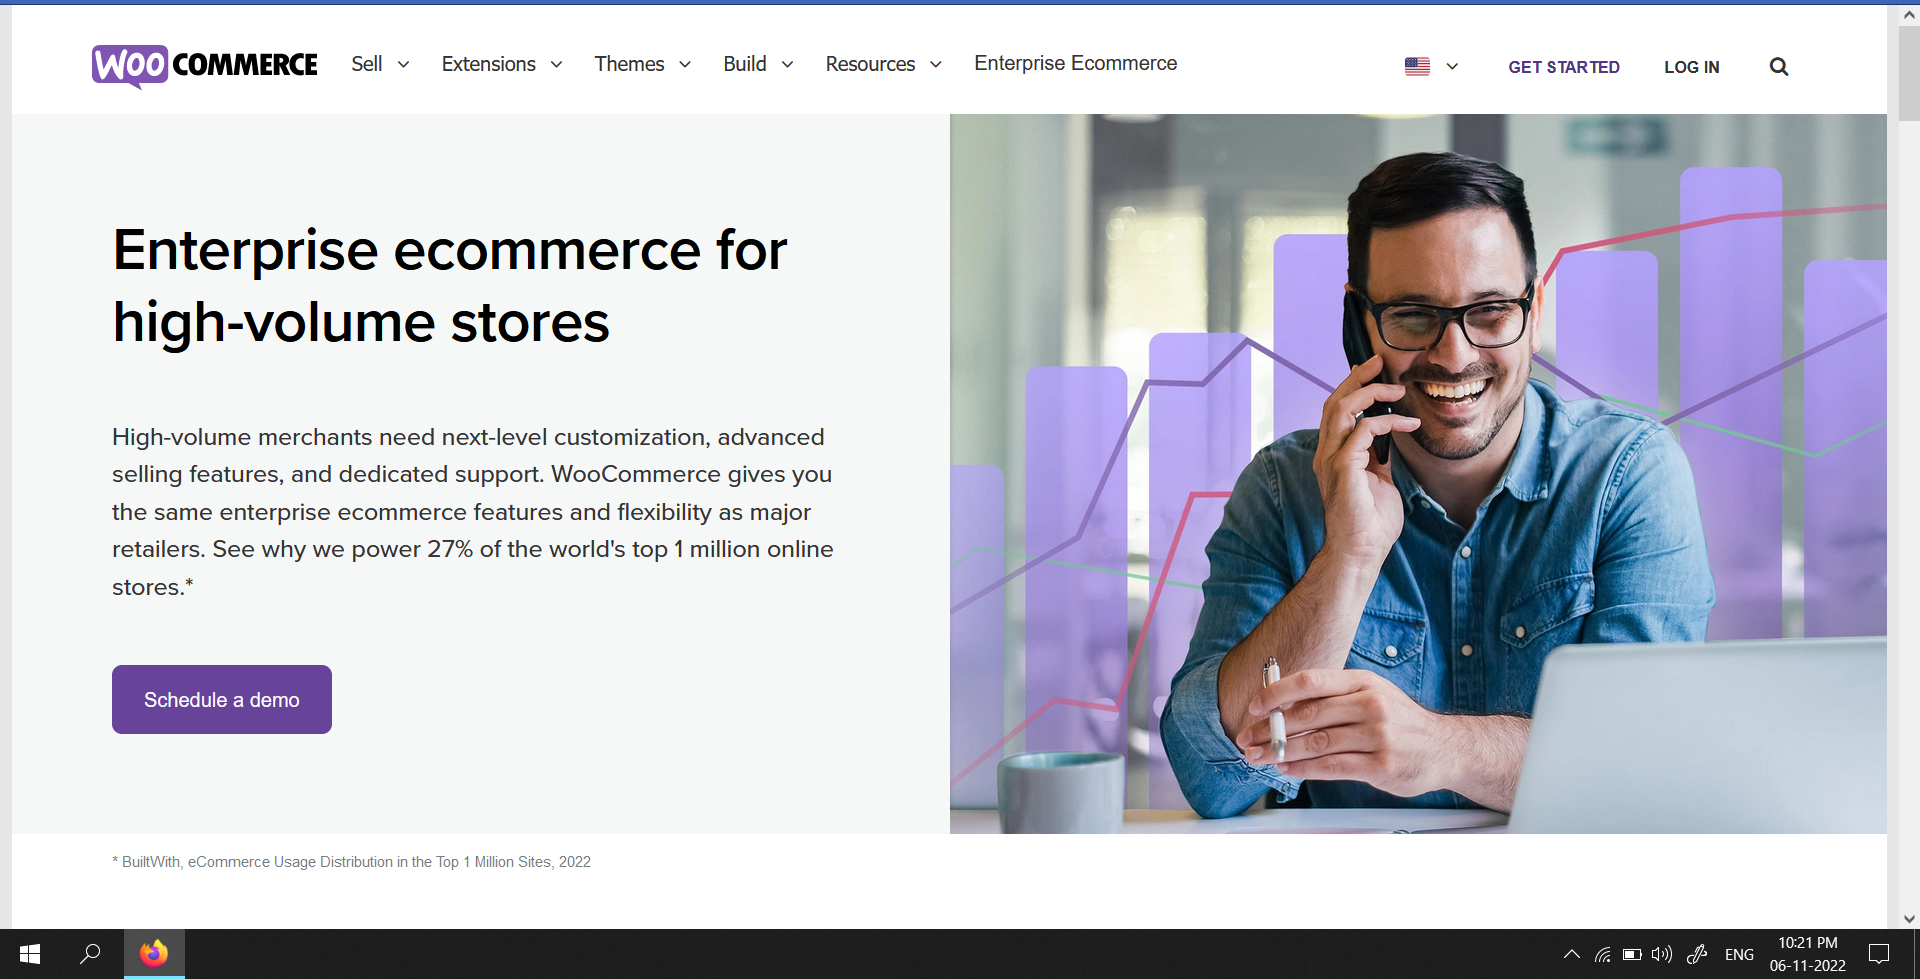 WOO COMMERCE
Sell
Extensions
Themes
Build
Resources
Enterprise Ecommerce
GET STARTED
LOG IN
Enterprise ecommerce for
high-volume stores
High-volume merchants need next-level customization, advanced
selling features, and dedicated support. WooCommerce gives you
the same enterprise ecommerce features and flexibility as major
retailers. See why we power 27% of the world's top 1 million online
stores.*
Schedule a demo
* BuiltWith, eCommerce Usage Distribution in the Top 1 Million Sites, 2022
ENG
10:21 PM
06-11-2022